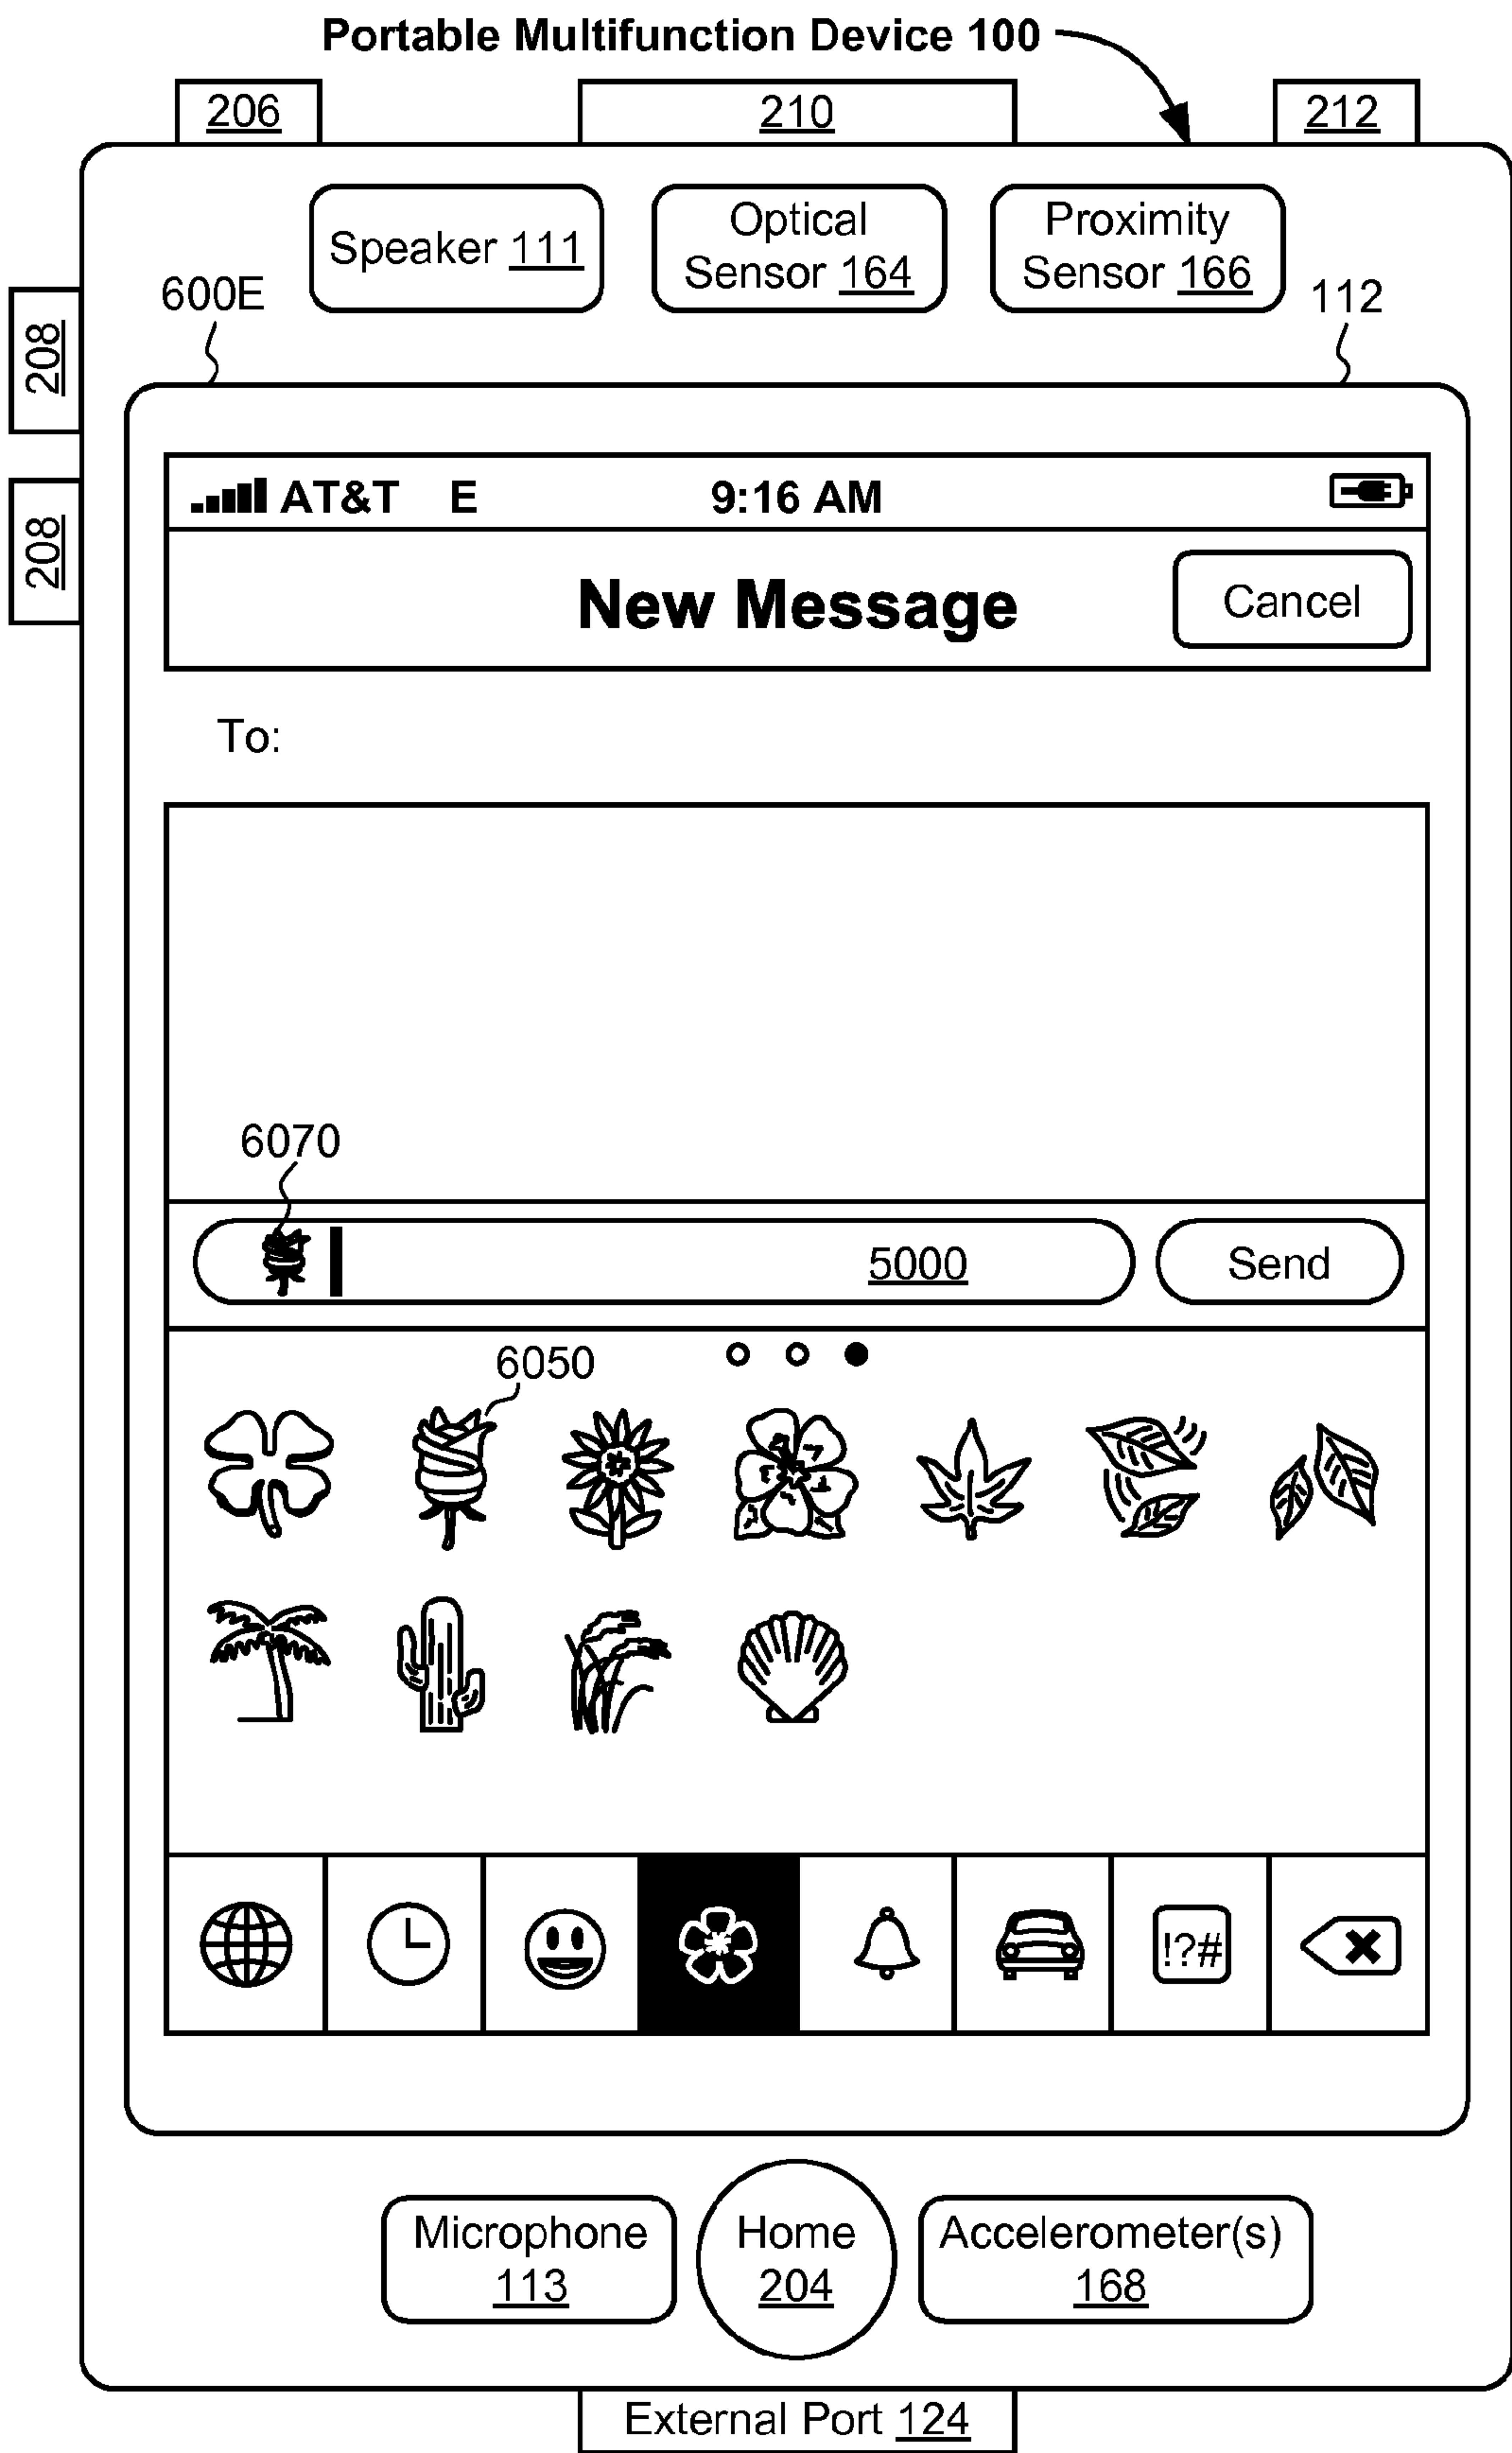 Portable Multifunction Device 100
206
210
212
Speaker 111
Optical
Sensor 164
Proximity
Sensor 166
600E
112
208
208
AT&T E 9:16 AM
New Message
Cancel
To:
6070
5000
Send
6050
!?#
Microphone
113
Home
204
Accelerometer(s)
168
External Port 124